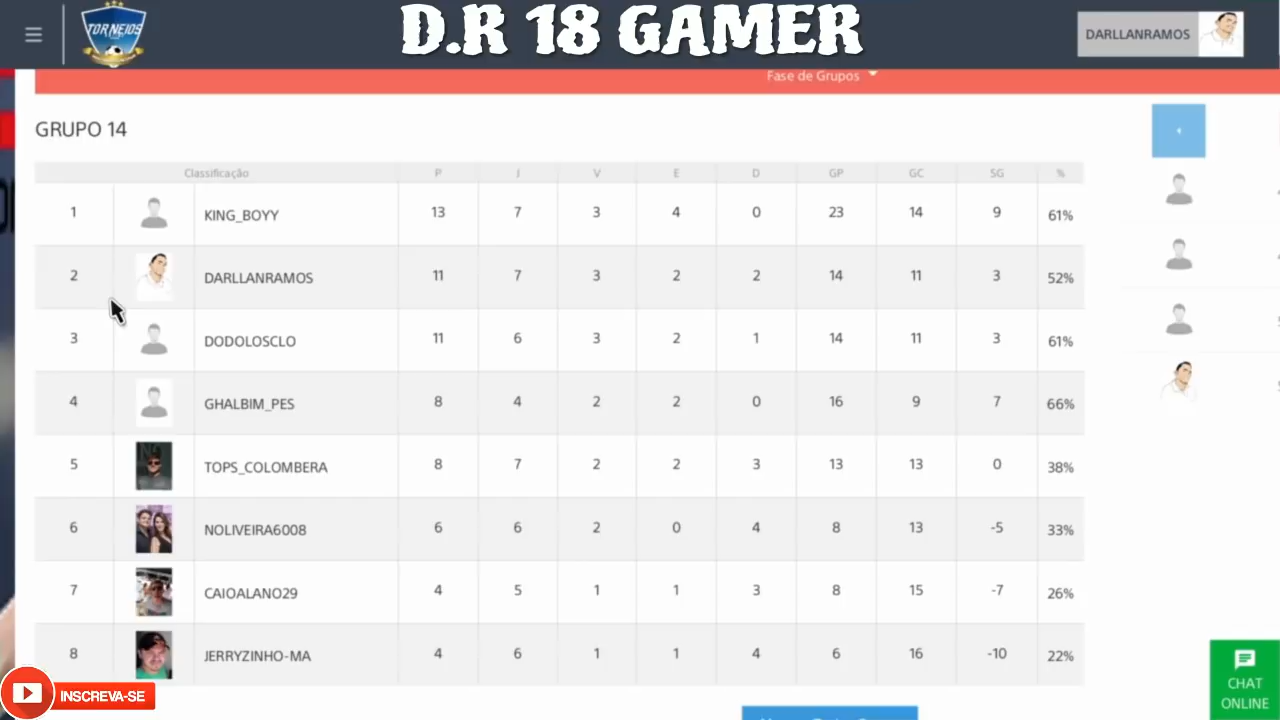 D.R 18 GAMER
TORNEIOS
DARLLANRAMOS
Fase de Grupos
GRUPO 14
Classificação P J V E D GP GC SG %
1 KING_BOYY 13 7 3 4 0 23 14 9 61%
2 DARLLANRAMOS 11 7 3 2 2 14 11 3 52%
3 DODOLOSCLO 11 6 3 2 1 14 11 3 61%
4 GHALBIM_PES 8 4 2 2 0 16 9 7 66%
5 TOPS_COLOMBERA 8 7 2 2 3 13 13 0 38%
6 NOLIVEIRA6008 6 6 2 0 4 8 13 -5 33%
7 CAIOALANO29 4 5 1 1 3 8 15 -7 26%
8 JERRYZINHO-MA 4 6 1 1 4 6 16 -10 22%
INSCREVA-SE
CHAT
ONLINE